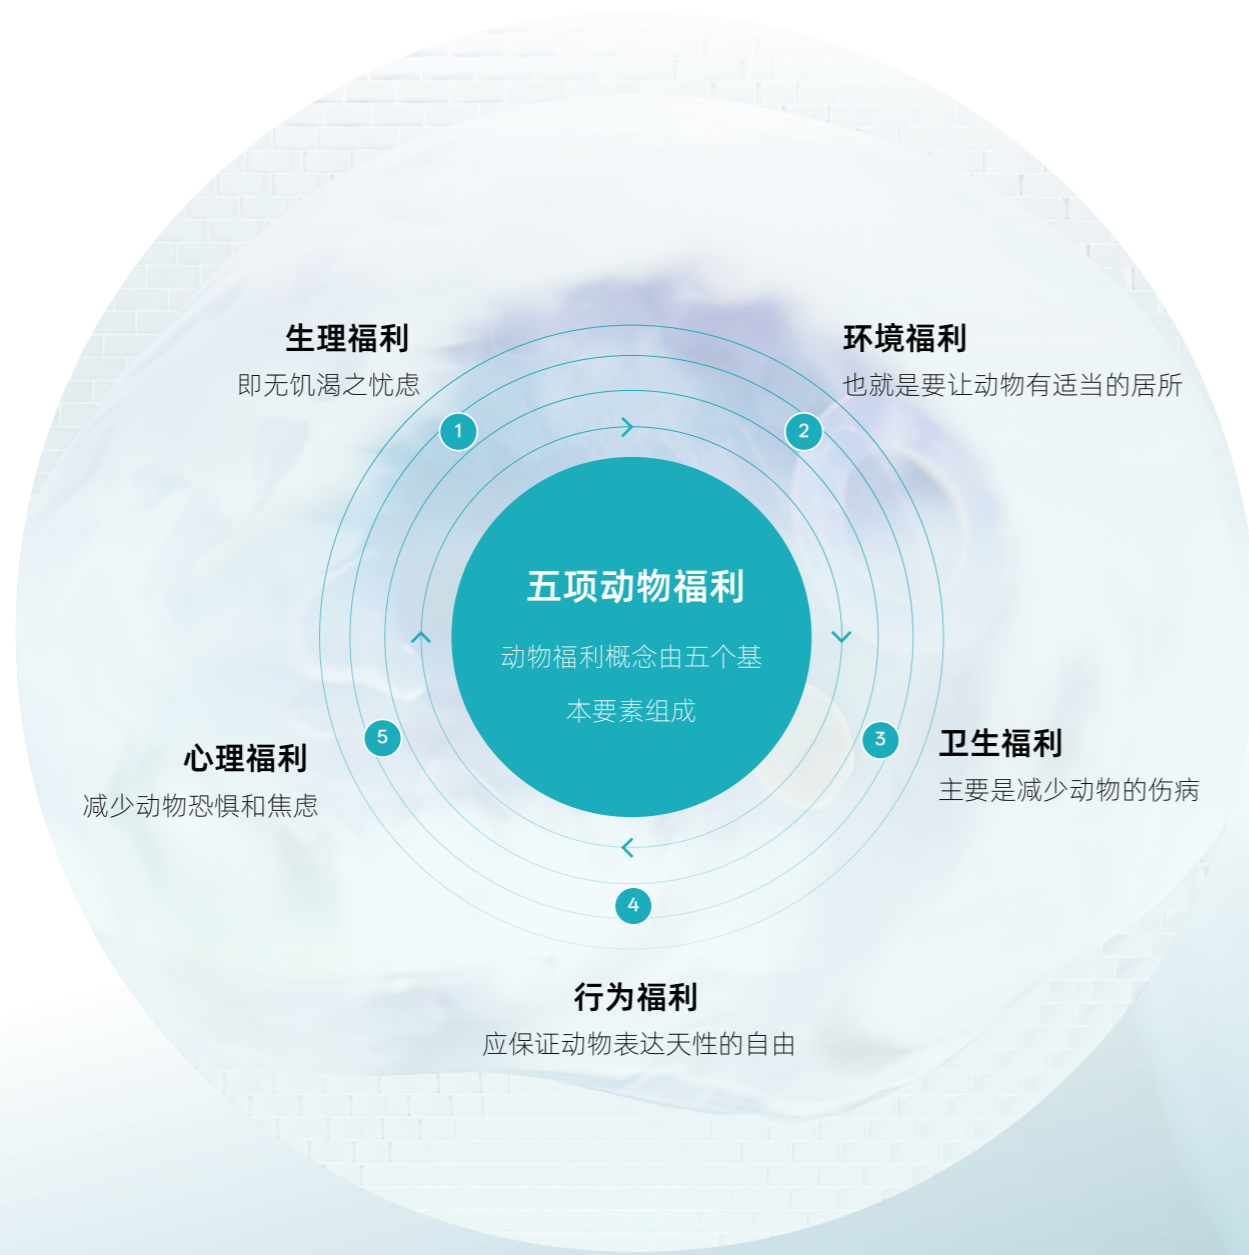 生理福利
即无饥渴之忧虑
1
环境福利
也就是要让动物有适当的居所
2
五项动物福利
动物福利概念由五个基
本要素组成
3
卫生福利
主要是减少动物的伤病
4
行为福利
应保证动物表达天性的自由
5
心理福利
减少动物恐惧和焦虑